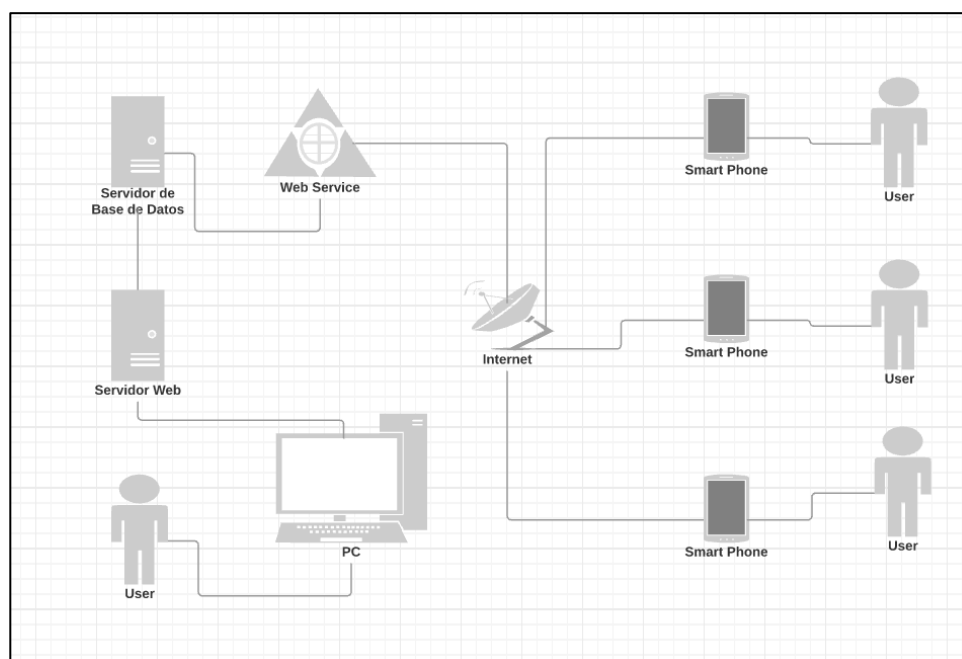 Servidor de
Base de Datos
Web Service
Smart Phone
User
Servidor Web
Internet
Smart Phone
User
PC
User
Smart Phone
User